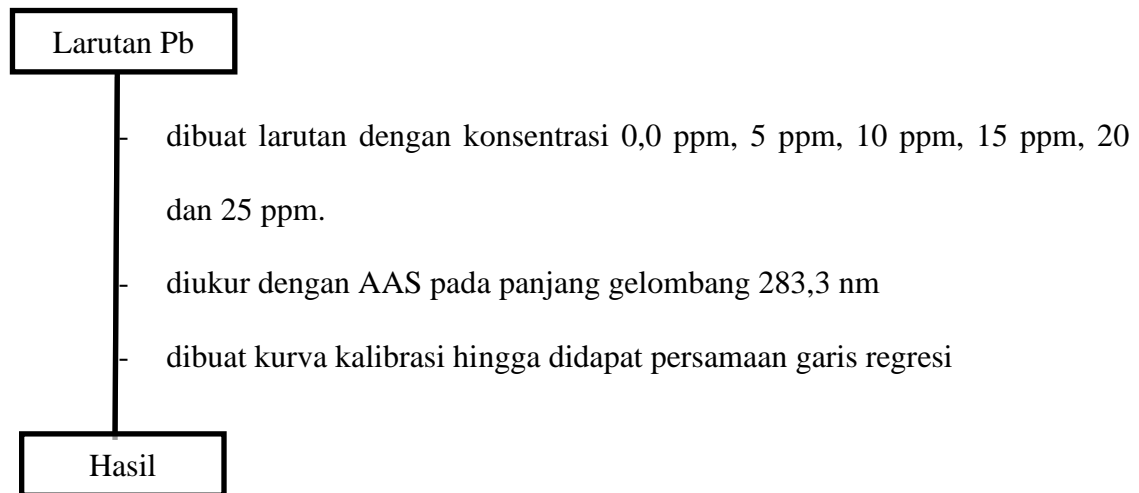 Larutan Pb
- dibuat larutan dengan konsentrasi 0,0 ppm, 5 ppm, 10 ppm, 15 ppm, 20
dan 25 ppm.
- diukur dengan AAS pada panjang gelombang 283,3 nm
- dibuat kurva kalibrasi hingga didapat persamaan garis regresi
Hasil